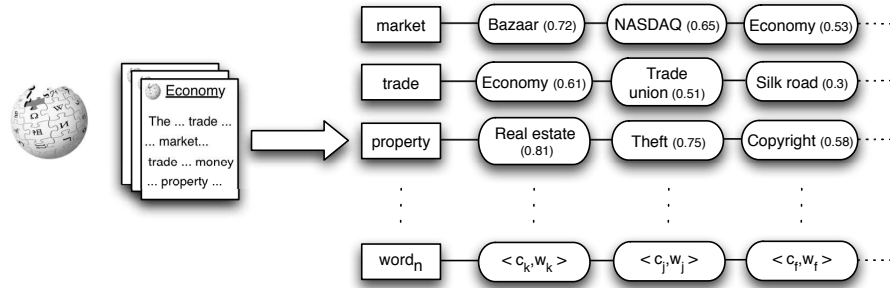 market
Bazaar (0.72)
NASDAQ (0.65)
Economy (0.53)
Economy
The ... trade ...
... market...
trade ... money
... property ...
trade
Economy (0.61)
Trade
union (0.51)
Silk road (0.3)
property
Real estate
(0.81)
Theft (0.75)
Copyright (0.58)
word_n
< c_k,w_k >
< c_j,w_j >
< c_f,w_f >